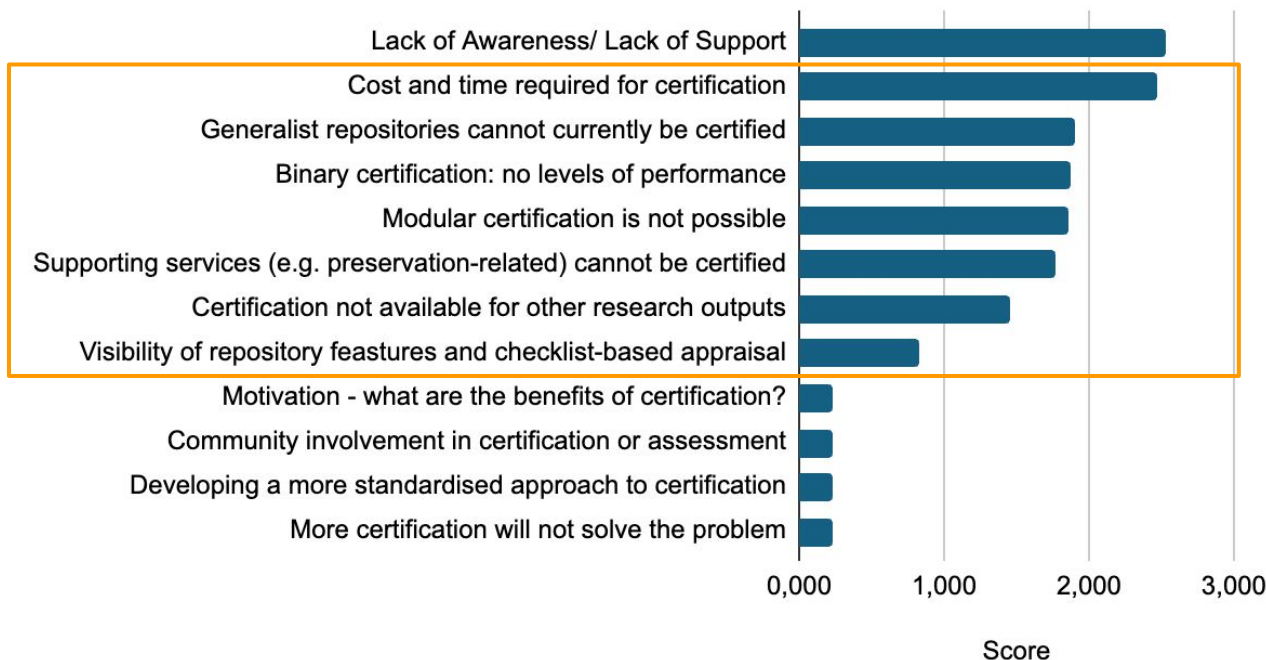 Lack of Awareness/ Lack of Support
Cost and time required for certification
Generalist repositories cannot currently be certified
Binary certification: no levels of performance
Modular certification is not possible
Supporting services (e.g. preservation-related) cannot be certified
Certification not available for other research outputs
Visibility of repository feastures and checklist-based appraisal
Motivation - what are the benefits of certification?
Community involvement in certification or assessment
Developing a more standardised approach to certification
More certification will not solve the problem
0,000 1,000 2,000 3,000
Score